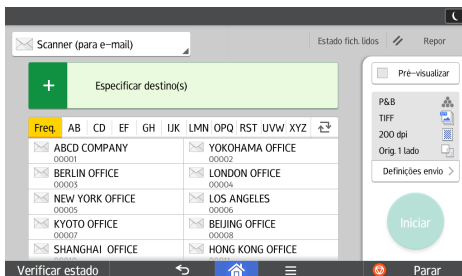 Scanner (para e-mail)
Estado fich. lidos
Repor
+ Especificar destino(s)
Pré-visualizar
Freq. AB CD EF GH IJK LMN OPQ RST UVW XYZ
ABCD COMPANY
00001
YOKOHAMA OFFICE
00002
BERLIN OFFICE
00003
LONDON OFFICE
00004
NEW YORK OFFICE
00005
LOS ANGELES
00006
KYOTO OFFICE
00007
BEIJING OFFICE
00008
SHANGHAI OFFICE
HONG KONG OFFICE
P&B
TIFF
200 dpi
Orig. 1 lado
Definições envio >
Iniciar
Verificar estado
Parar